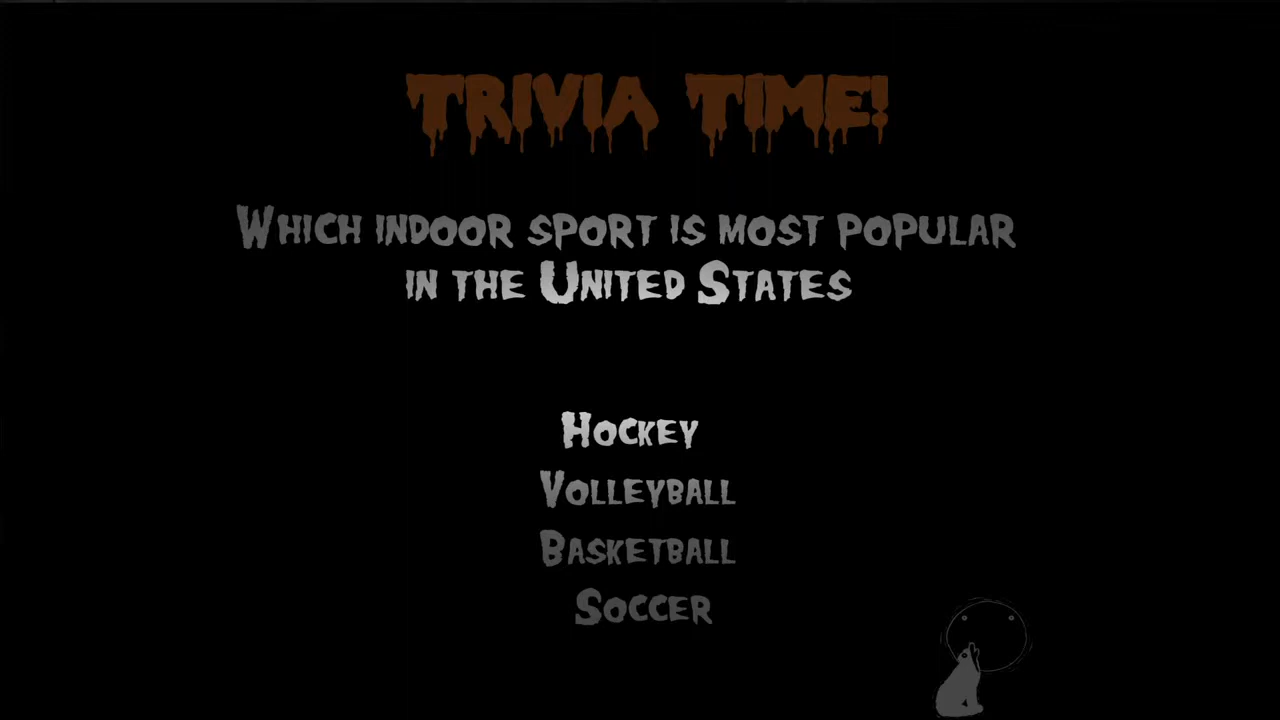 Trivia Time!
Which indoor sport is most popular
in the United States
Hockey
Volleyball
Basketball
Soccer